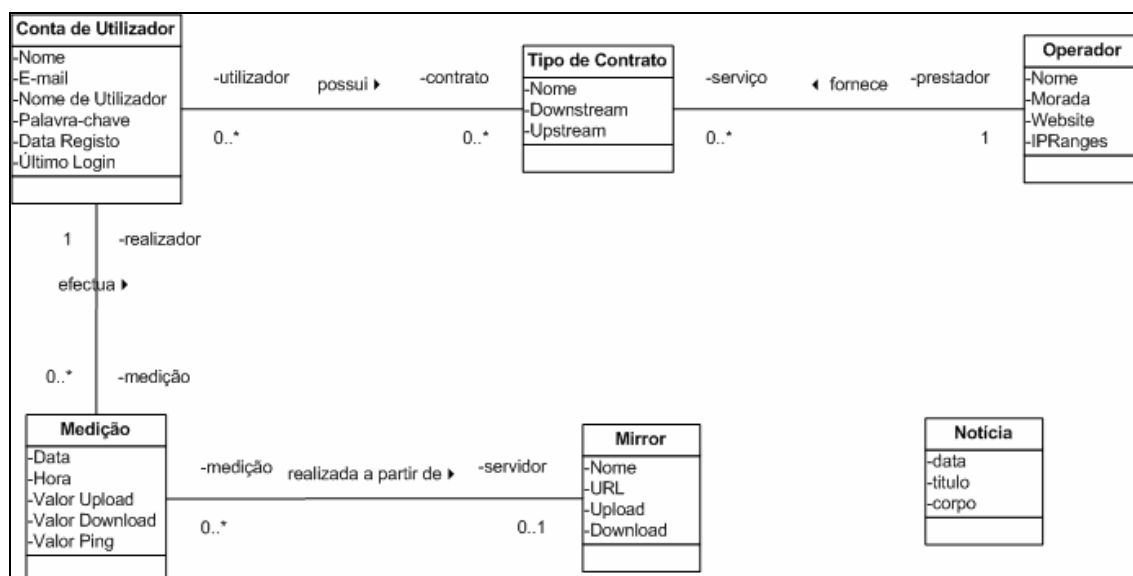 Conta de Utilizador
-Nome
-E-mail
-Nome de Utilizador
-Palavra-chave
-Data Registo
-Último Login
-utilizador
possui
-contrato
0..*
0..*
Tipo de Contrato
-Nome
-Downstream
-Upstream
-serviço
fornece
-prestador
0..*
1
Operador
-Nome
-Morada
-Website
-IPRanges
1
-realizador
efectua
0..*
-medição
Medição
-Data
-Hora
-Valor Upload
-Valor Download
-Valor Ping
-medição
realizada a partir de
-servidor
0..*
0..1
Mirror
-Nome
-URL
-Upload
-Download
Notícia
-data
-titulo
-corpo